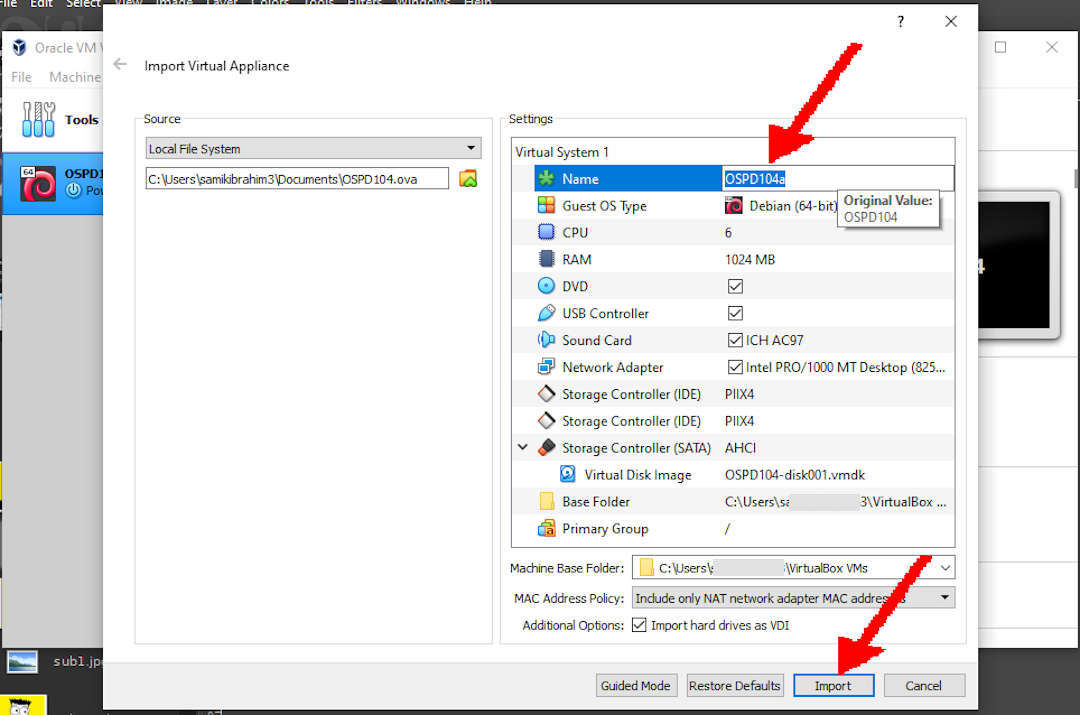 File Edit Select View Image Layer Colors Tools Filters Windows Help
?
Oracle VM V
Import Virtual Appliance
File Machine
Tools
Source
Settings
Local File System
Virtual System 1
C:\Users\samikibrahim3\Documents\OSPD104.ova
64
OSPD1
Pow
Name OSPD104a
Original Value:
OSPD104
Guest OS Type 64 Debian (64-bit)
CPU 6
RAM 1024 MB
4
DVD
USB Controller
Sound Card ICH AC97
Network Adapter Intel PRO/1000 MT Desktop (825...
Storage Controller (IDE) PIIX4
Storage Controller (IDE) PIIX4
Storage Controller (SATA) AHCI
Virtual Disk Image OSPD104-disk001.vmdk
Base Folder C:\Users\sa 3\VirtualBox ...
Primary Group /
Machine Base Folder: C:\Users\s \VirtualBox VMs
MAC Address Policy: Include only NAT network adapter MAC addres s
Additional Options: Import hard drives as VDI
sub1.jp
Guided Mode Restore Defaults Import Cancel